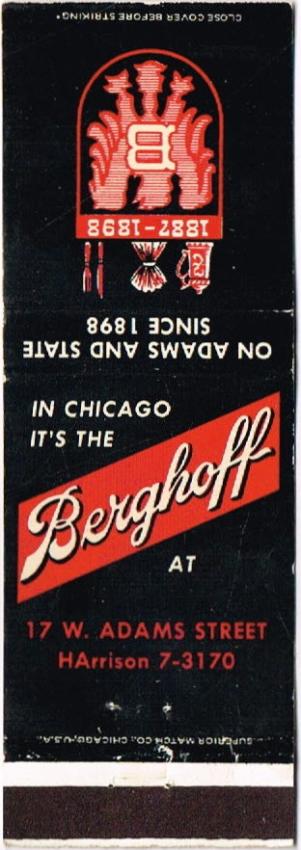 CLOSE COVER BEFORE STRIKING
B
1887-1898
ON ADAMS AND STATE
SINCE 1898
IN CHICAGO
IT'S THE
Berghoff
AT
17 W. ADAMS STREET
HArrison 7-3170
SUPERIOR MATCH CO., CHICAGO, U.S.A.